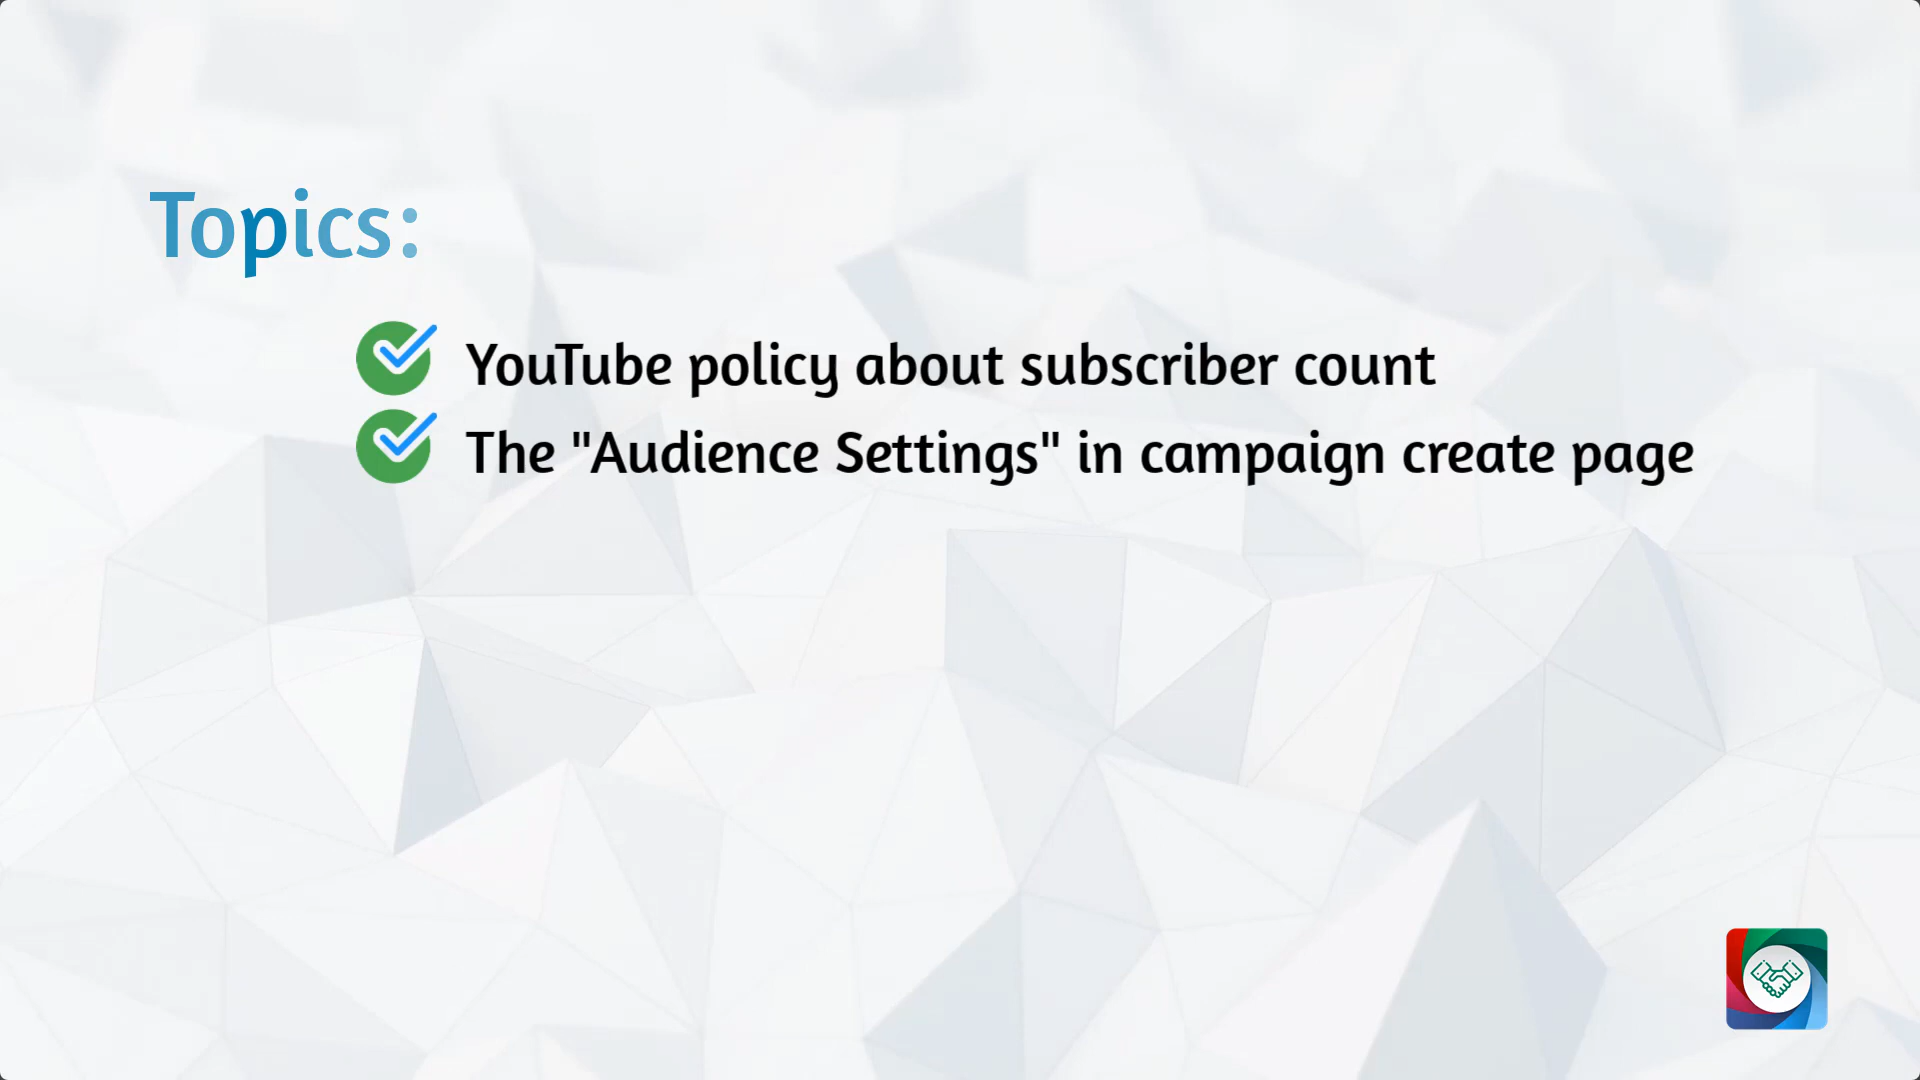 Topics:
YouTube policy about subscriber count
The "Audience Settings" in campaign create page